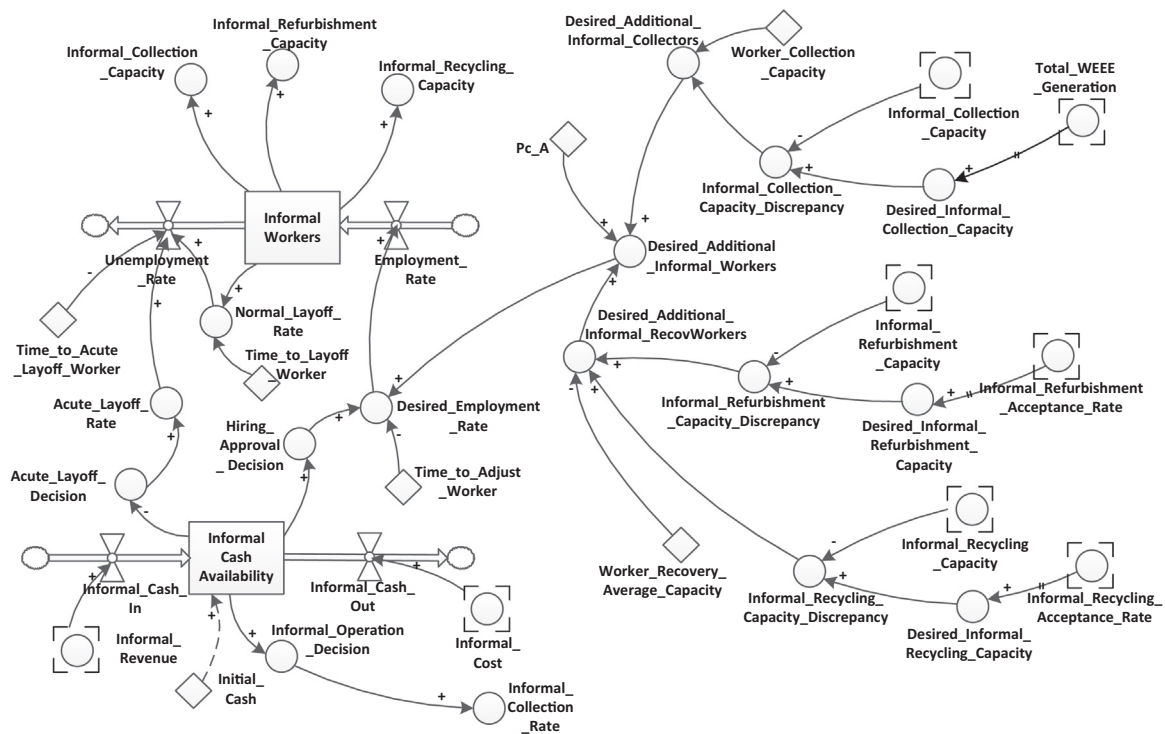 Informal_Collection
_Capacity
Informal_Refurbishment
_Capacity
Informal_Recycling_
Capacity
Informal
Workers
Unemployment
_Rate
Employment_
Rate
Normal_Layoff_
Rate
Time_to_Acute
_Layoff_Worker
Time_to_Layoff
_Worker
Acute_Layoff_
Rate
Acute_Layoff_
Decision
Hiring_
Approval
_Decision
Desired_Employment
_Rate
Time_to_Adjust
_Worker
Informal
Cash
Availability
Informal_Cash_
In
Informal_Cash_
Out
Informal_
Revenue
Initial_
Cash
Informal_Operation
_Decision
Informal_
Cost
Informal_
Collection
_Rate
Desired_Additional_
Informal_Collectors
Worker_Collection_
Capacity
Informal_Collection
_Capacity
Total_WEEE
_Generation
Pc_A
Informal_Collection_
Capacity_Discrepancy
Desired_Informal_
Collection_Capacity
Desired_Additional
_Informal_Workers
Desired_Additional_
Informal_RecovWorkers
Informal_
Refurbishment
_Capacity
Informal_Refurbishment
_Capacity_Discrepancy
Informal_Refurbishment
_Acceptance_Rate
Desired_Informal_
Refurbishment_
Capacity
Worker_Recovery_
Average_Capacity
Informal_Recycling
_Capacity
Informal_Recycling_
Capacity_Discrepancy
Informal_Recycling_
Acceptance_Rate
Desired_Informal_
Recycling_Capacity